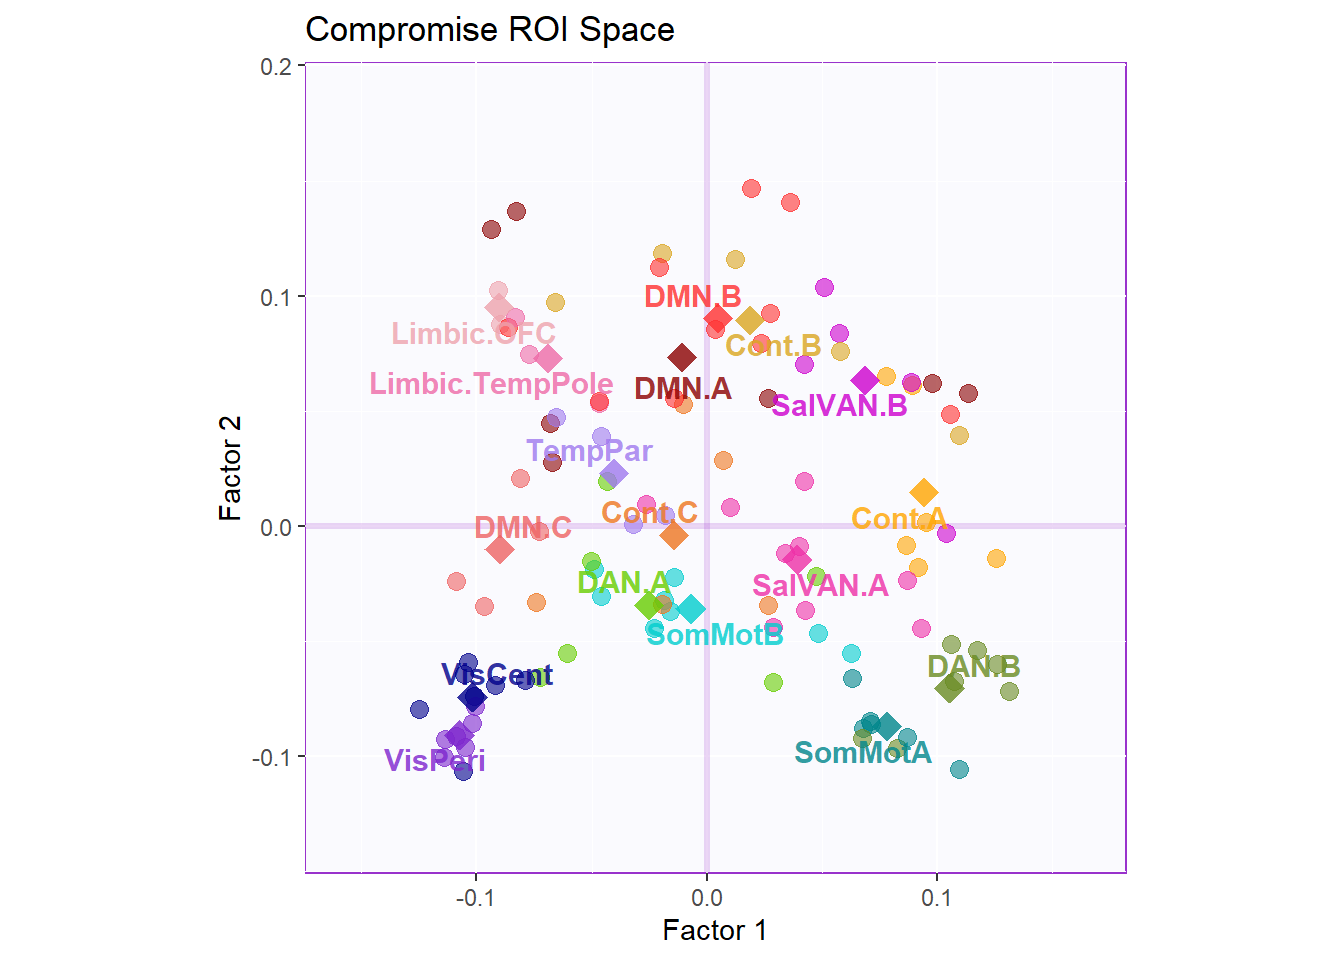 Compromise ROI Space
0.2
0.1
0.0
-0.1
Factor 2
DMN.B
Limbic.OFC
Cont.B
Limbic.TempPole
DMN.A
SalVAN.B
TempPar
Cont.C
Cont.A
DMN.C
DAN.A
SalVAN.A
SomMotB
DAN.B
VisCent
SomMotA
VisPeri
-0.1
0.0
0.1
Factor 1